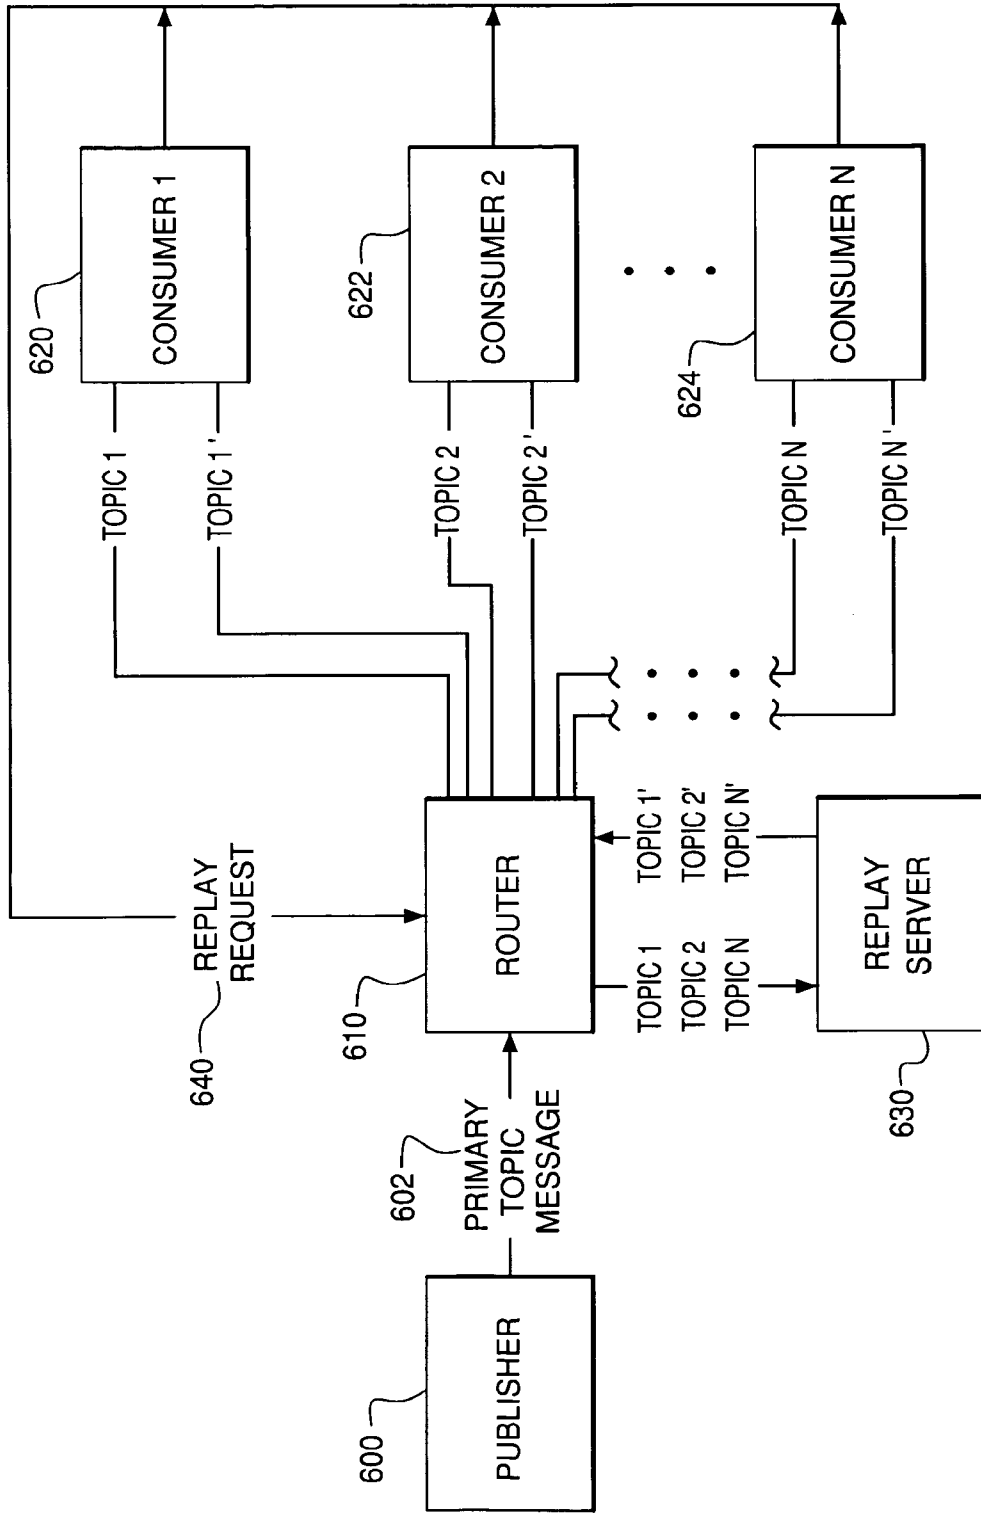 600
PUBLISHER
602
PRIMARY
TOPIC
MESSAGE
640
REPLAY
REQUEST
610
ROUTER
TOPIC 1
TOPIC 2
TOPIC N
TOPIC 1'
TOPIC 2'
TOPIC N'
630
REPLAY
SERVER
TOPIC 1
TOPIC 1'
TOPIC 2
TOPIC 2'
TOPIC N
TOPIC N'
620
CONSUMER 1
622
CONSUMER 2
624
CONSUMER N